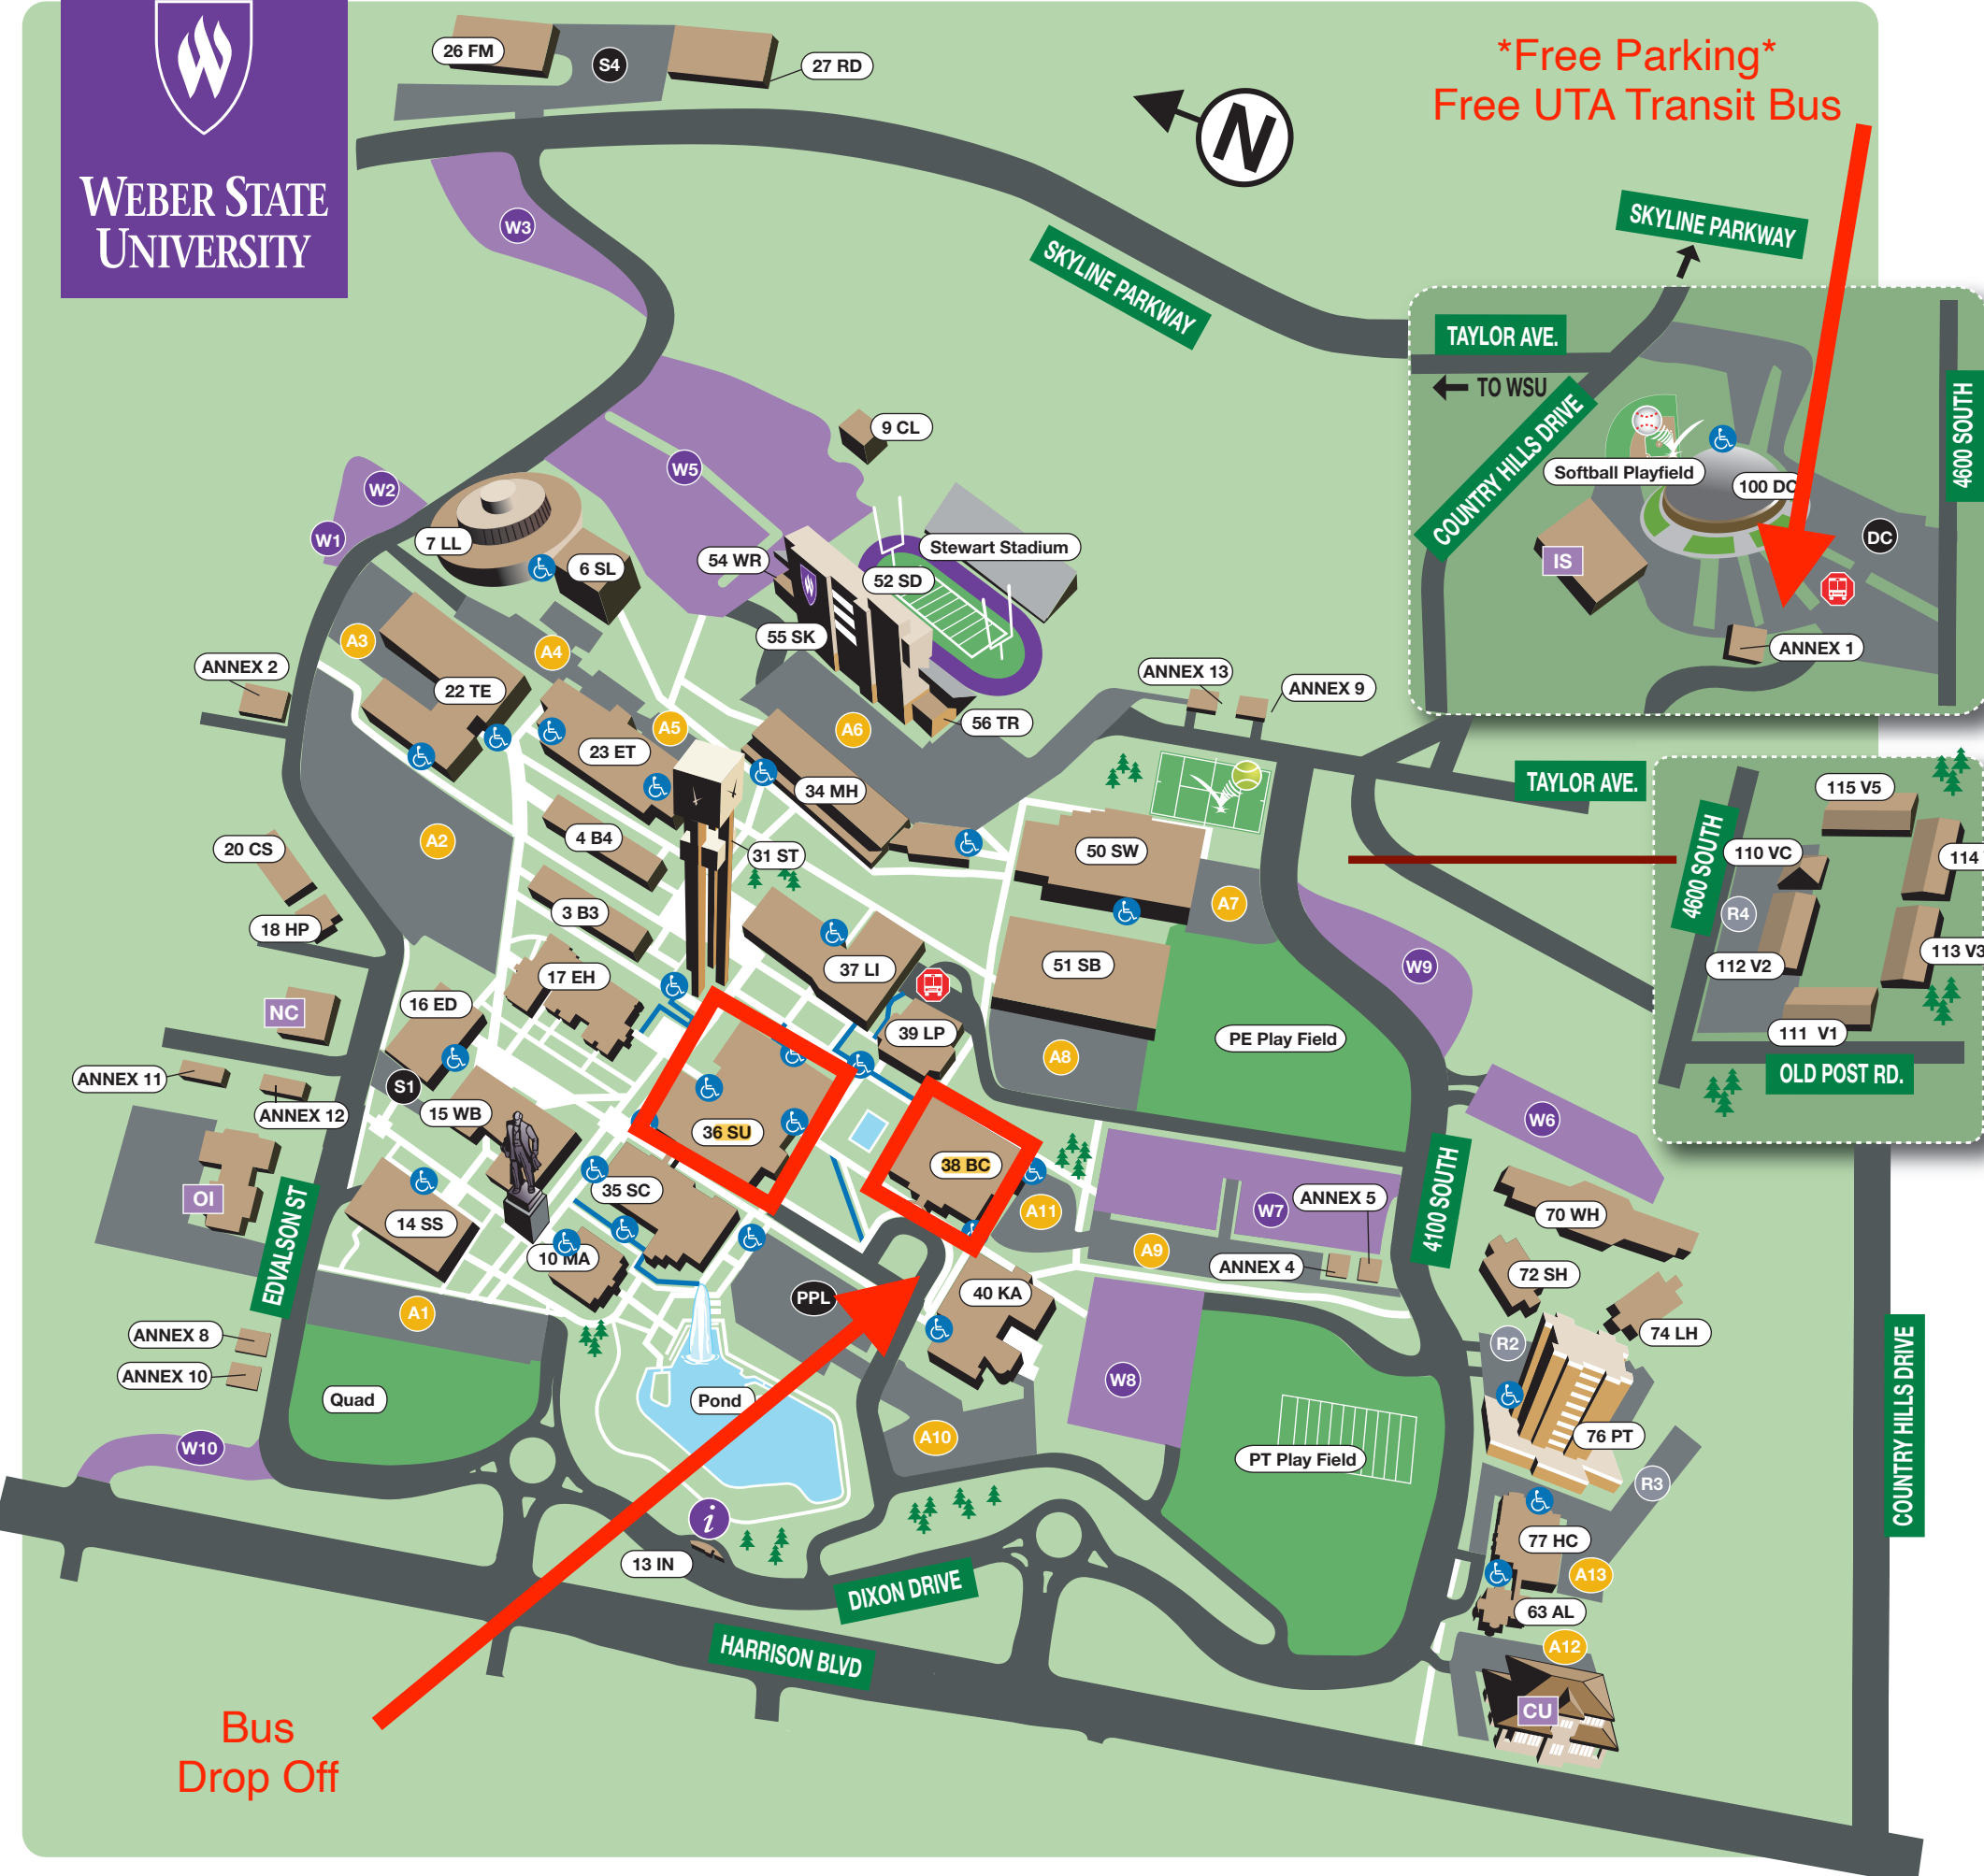 WEBER STATE
UNIVERSITY
26 FM
S4
27 RD
N
*Free Parking*
Free UTA Transit Bus
W3
SKYLINE PARKWAY
SKYLINE PARKWAY
TAYLOR AVE.
TO WSU
COUNTRY HILLS DRIVE
4600 SOUTH
Softball Playfield
100 DC
DC
IS
ANNEX 1
9 CL
W5
W2
W1
7 LL
6 SL
54 WR
Stewart Stadium
52 SD
55 SK
56 TR
A3
A4
ANNEX 2
22 TE
23 ET
A5
A6
ANNEX 13
ANNEX 9
34 MH
TAYLOR AVE.
115 V5
110 VC
114
4600 SOUTH
R4
112 V2
113 V3
111 V1
OLD POST RD.
A2
4 B4
31 ST
50 SW
A7
20 CS
18 HP
3 B3
37 LI
51 SB
W9
17 EH
16 ED
NC
39 LP
A8
PE Play Field
ANNEX 11
ANNEX 12
S1
15 WB
36 SU
38 BC
W6
OI
EDVALSON ST
14 SS
35 SC
10 MA
A11
W7
ANNEX 5
4100 SOUTH
70 WH
A9
ANNEX 4
72 SH
40 KA
PPL
A1
ANNEX 8
ANNEX 10
Quad
Pond
W8
R2
74 LH
COUNTRY HILLS DRIVE
W10
A10
PT Play Field
76 PT
R3
i
13 IN
77 HC
A13
DIXON DRIVE
63 AL
HARRISON BLVD
A12
CU
Bus
Drop Off